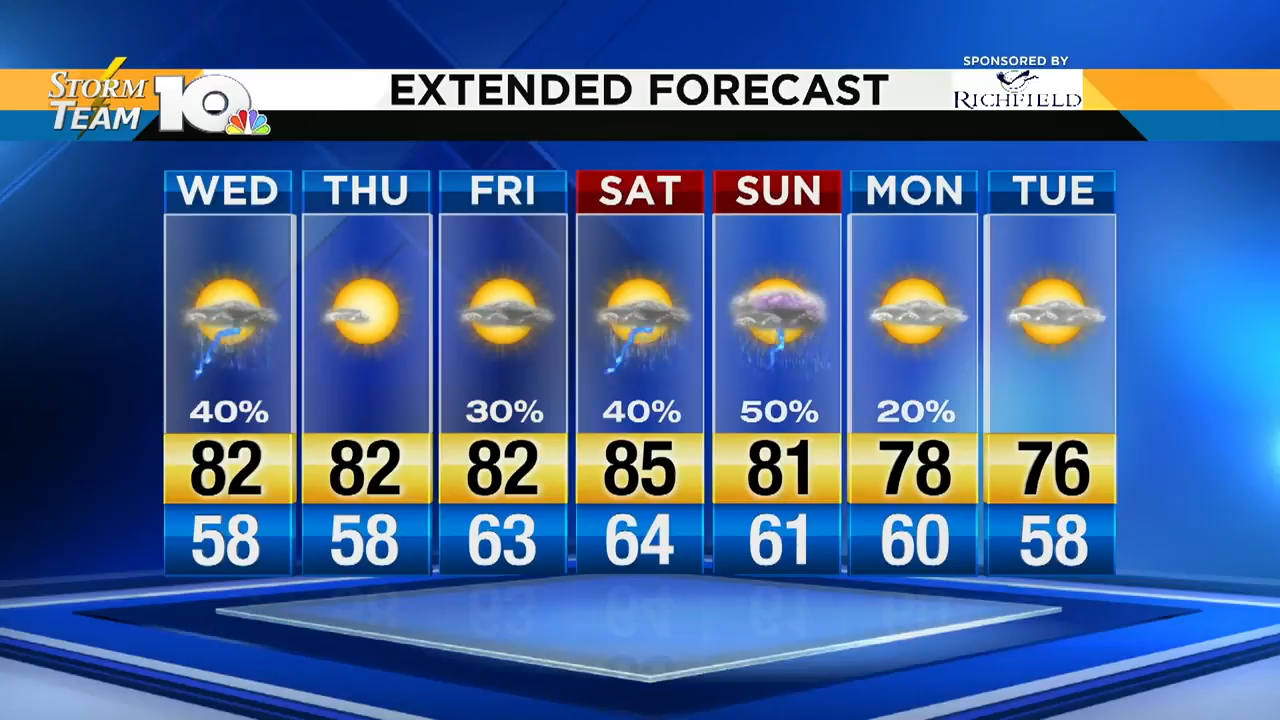 STORM
TEAM
10
EXTENDED FORECAST
SPONSORED BY
RICHFIELD
WED THU FRI SAT SUN MON TUE
40% 30% 40% 50% 20%
82 82 82 85 81 78 76
58 58 63 64 61 60 58